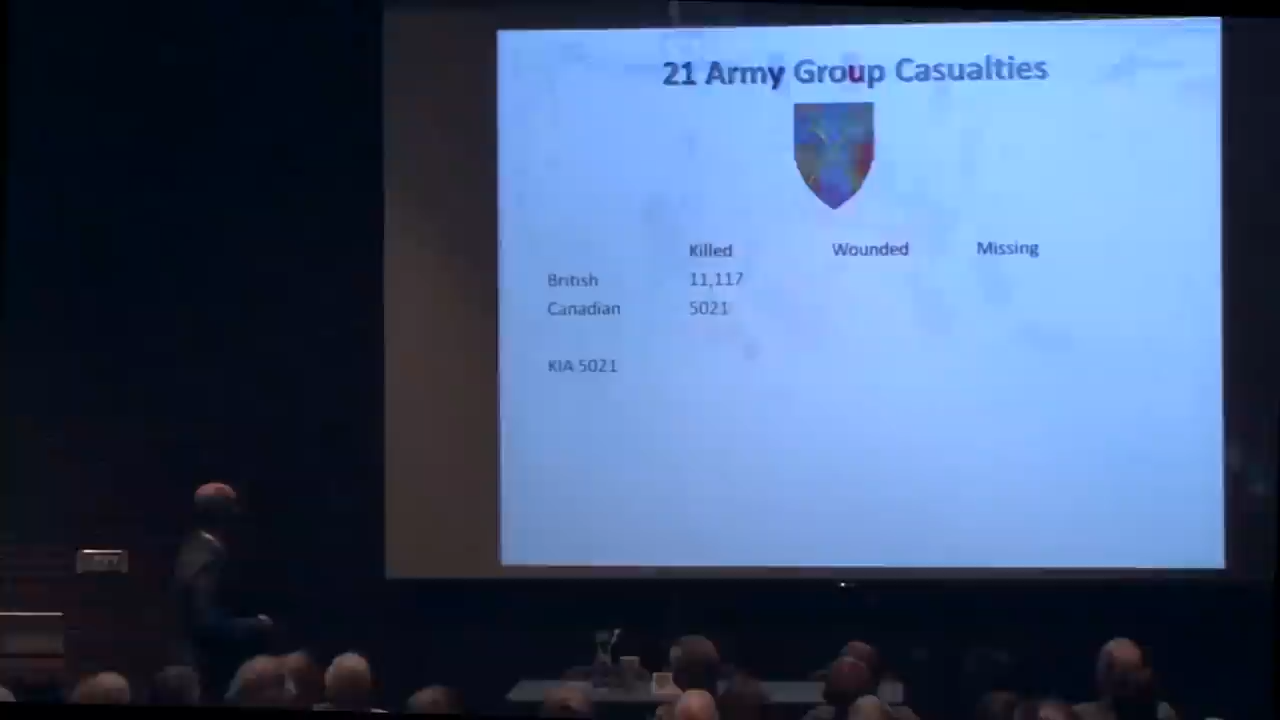 21 Army Group Casualties
Killed Wounded Missing
British 11,117
Canadian 5021
KIA 5021